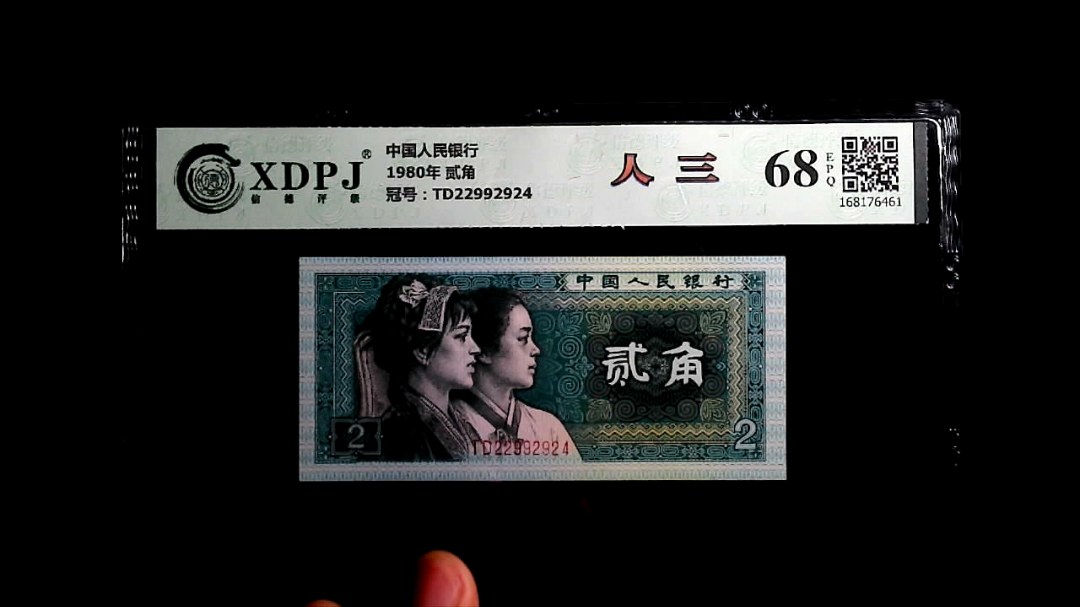 XDPJ®
信德评级
中国人民银行
1980年 贰角
冠号：TD22992924
人三
68
EPQ
168176461
中国人民银行
贰角
2
2
TD22992924